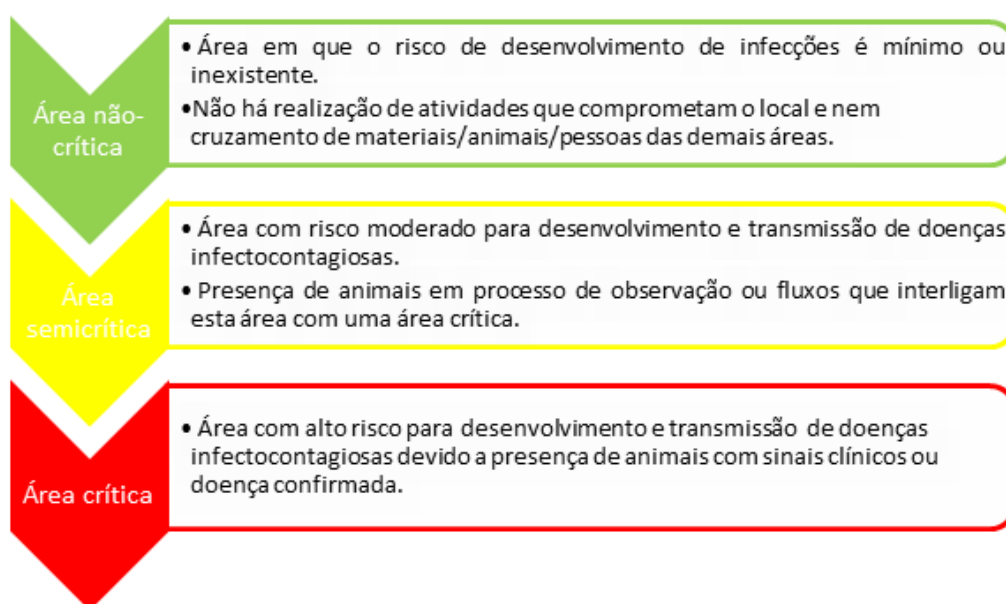 Área não-
crítica
• Área em que o risco de desenvolvimento de infecções é mínimo ou
inexistente.
•Não há realização de atividades que comprometam o local e nem
cruzamento de materiais/animais/pessoas das demais áreas.
Área
semicrítica
• Área com risco moderado para desenvolvimento e transmissão de doenças
infectocontagiosas.
• Presença de animais em processo de observação ou fluxos que interligam
esta área com uma área crítica.
Área crítica
• Área com alto risco para desenvolvimento e transmissão de doenças
infectocontagiosas devido a presença de animais com sinais clínicos ou
doença confirmada.